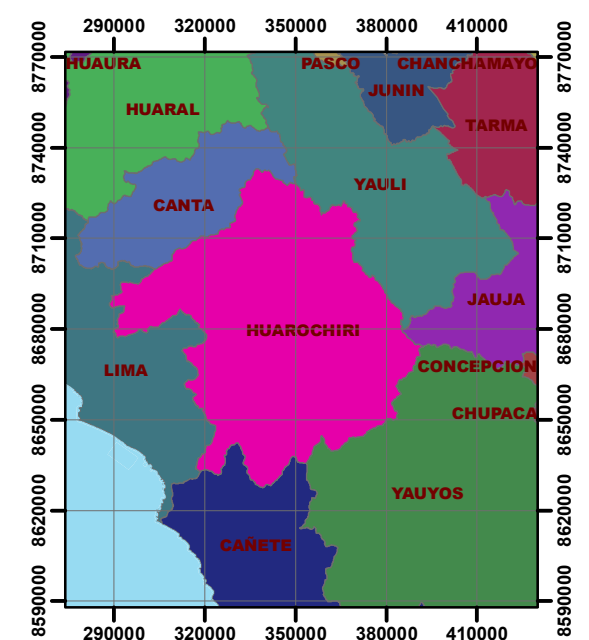 290000 320000 350000 380000 410000
8770000 HUAURA PASCO CHANCHAMAYO 8770000
JUNIN
HUARAL
TARMA
8740000 8740000
YAULI
CANTA
8710000 8710000
JAUJA
8680000 HUAROCHIRI 8680000
LIMA CONCEPCION
CHUPACA
8650000 8650000
YAUYOS
8620000 8620000
CAÑETE
8590000 8590000
290000 320000 350000 380000 410000